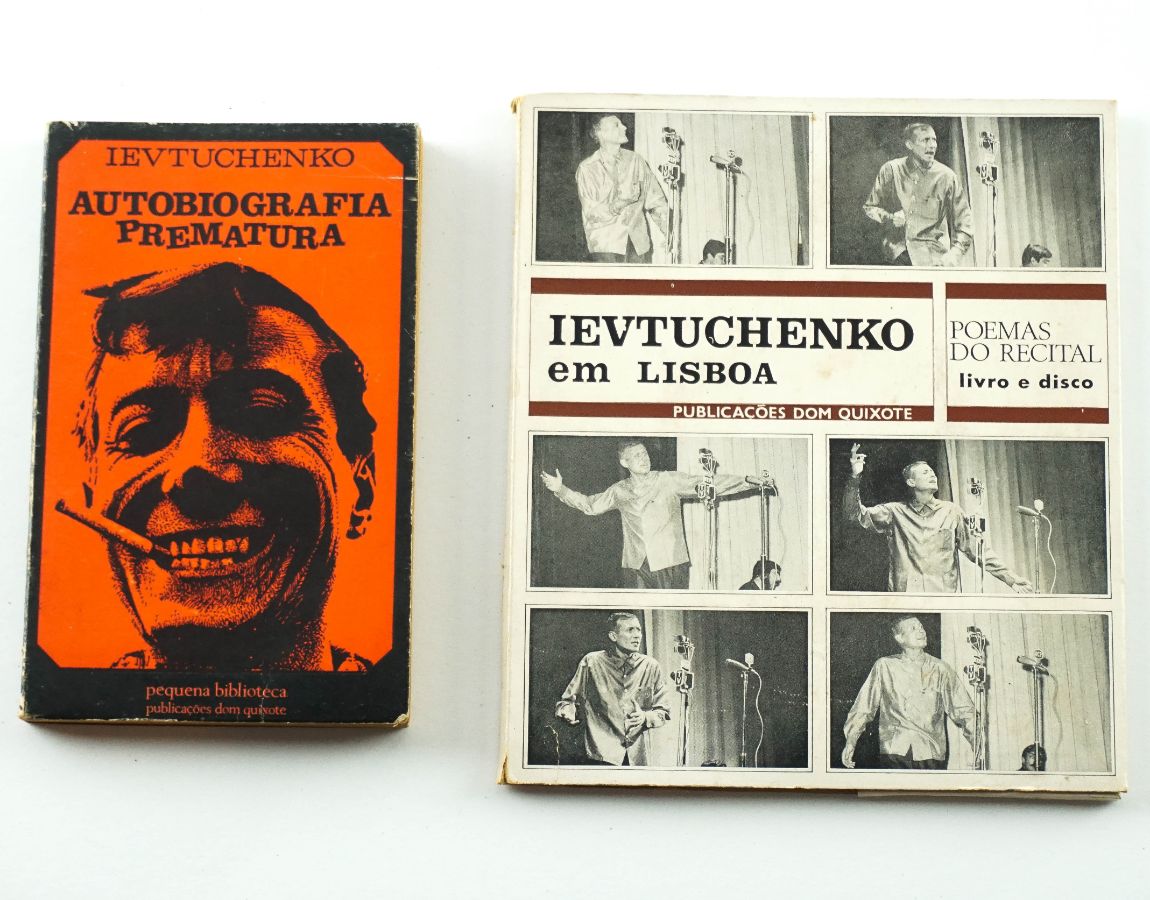 IEVTUCHENKO
AUTOBIOGRAFIA
PREMATURA
pequena biblioteca
publicações dom quixote
IEVTUCHENKO
em LISBOA
PUBLICAÇÕES DOM QUIXOTE
POEMAS
DO RECITAL
livro e disco